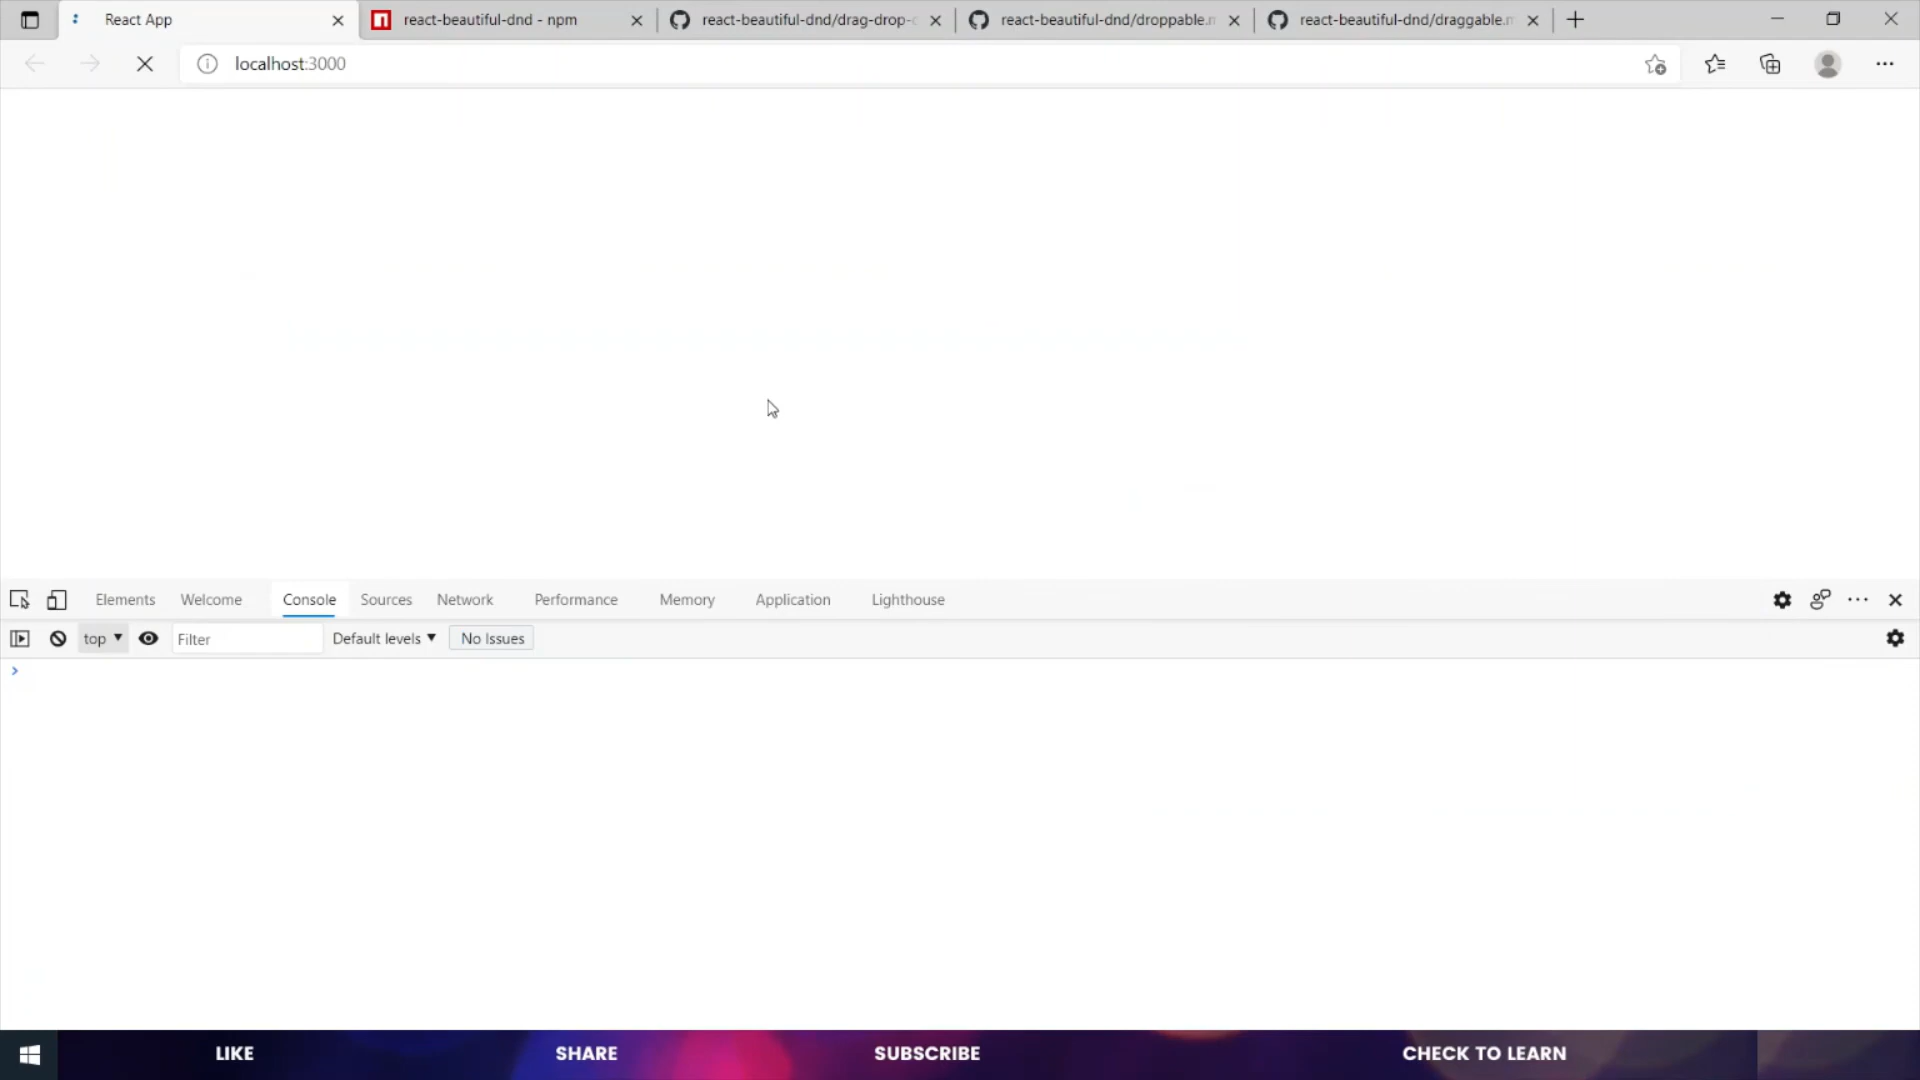 React App
react-beautiful-dnd - npm
react-beautiful-dnd/drag-drop-
react-beautiful-dnd/droppable.
react-beautiful-dnd/draggable.
localhost:3000
Elements Welcome Console Sources Network Performance Memory Application Lighthouse
top Filter Default levels No Issues
LIKE SHARE SUBSCRIBE CHECK TO LEARN